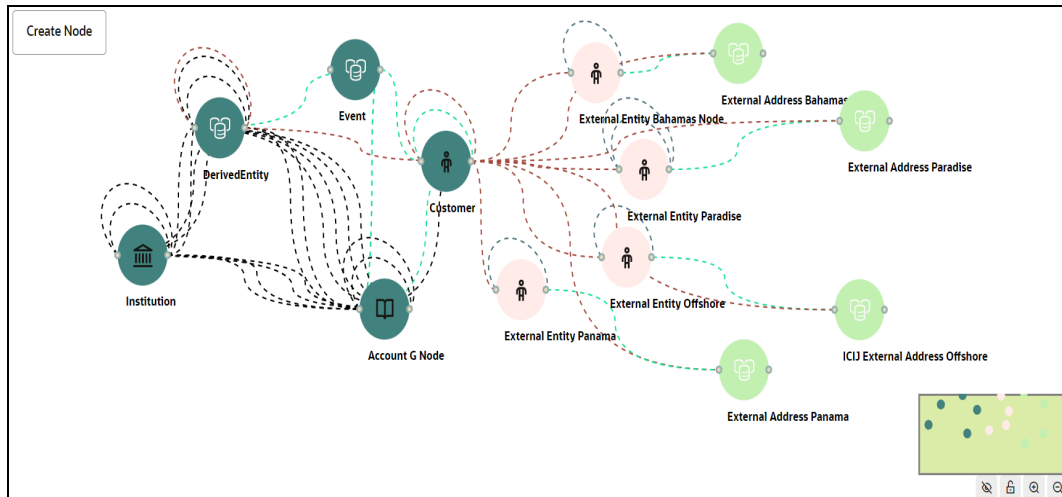 Create Node
Event
External Address Bahamas
External Entity Bahamas Node
External Address Paradise
DerivedEntity
Customer
External Entity Paradise
Institution
External Entity Offshore
External Entity Panama
Account G Node
ICIJ External Address Offshore
External Address Panama